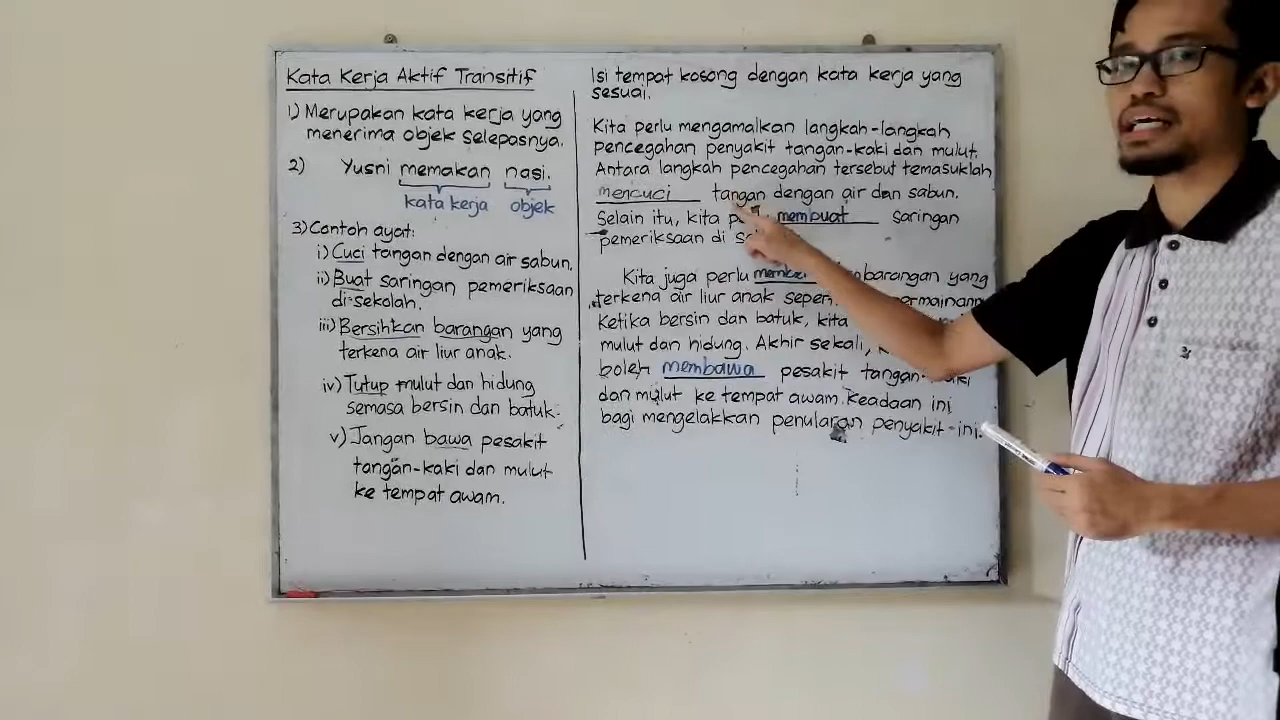 Kata Kerja Aktif Transitif
1) Merupakan kata kerja yang
menerima objek selepasnya.
2) Yusni memakan nasi.
kata kerja objek
3) Contoh ayat:
i) Cuci tangan dengan air sabun.
ii) Buat saringan pemeriksaan
di sekolah.
iii) Bersihkan barangan yang
terkena air liur anak.
iv) Tutup mulut dan hidung
semasa bersin dan batuk.
v) Jangan bawa pesakit
tangan-kaki dan mulut
ke tempat awam.
Isi tempat kosong dengan kata kerja yang
sesuai.
Kita perlu mengamalkan langkah-langkah
pencegahan penyakit tangan-kaki dan mulut.
Antara langkah pencegahan tersebut temasuklah
mencuci tangan dengan air dan sabun.
Selain itu, kita membuat saringan
pemeriksaan di
Kita juga perlu barangan yang
terkena air liur anak
Ketika bersin dan batuk, kita
mulut dan hidung. Akhir sekali,
boleh membawa pesakit
dan mulut ke tempat awam. Keadaan ini
bagi mengelakkan penularan penyakit ini.